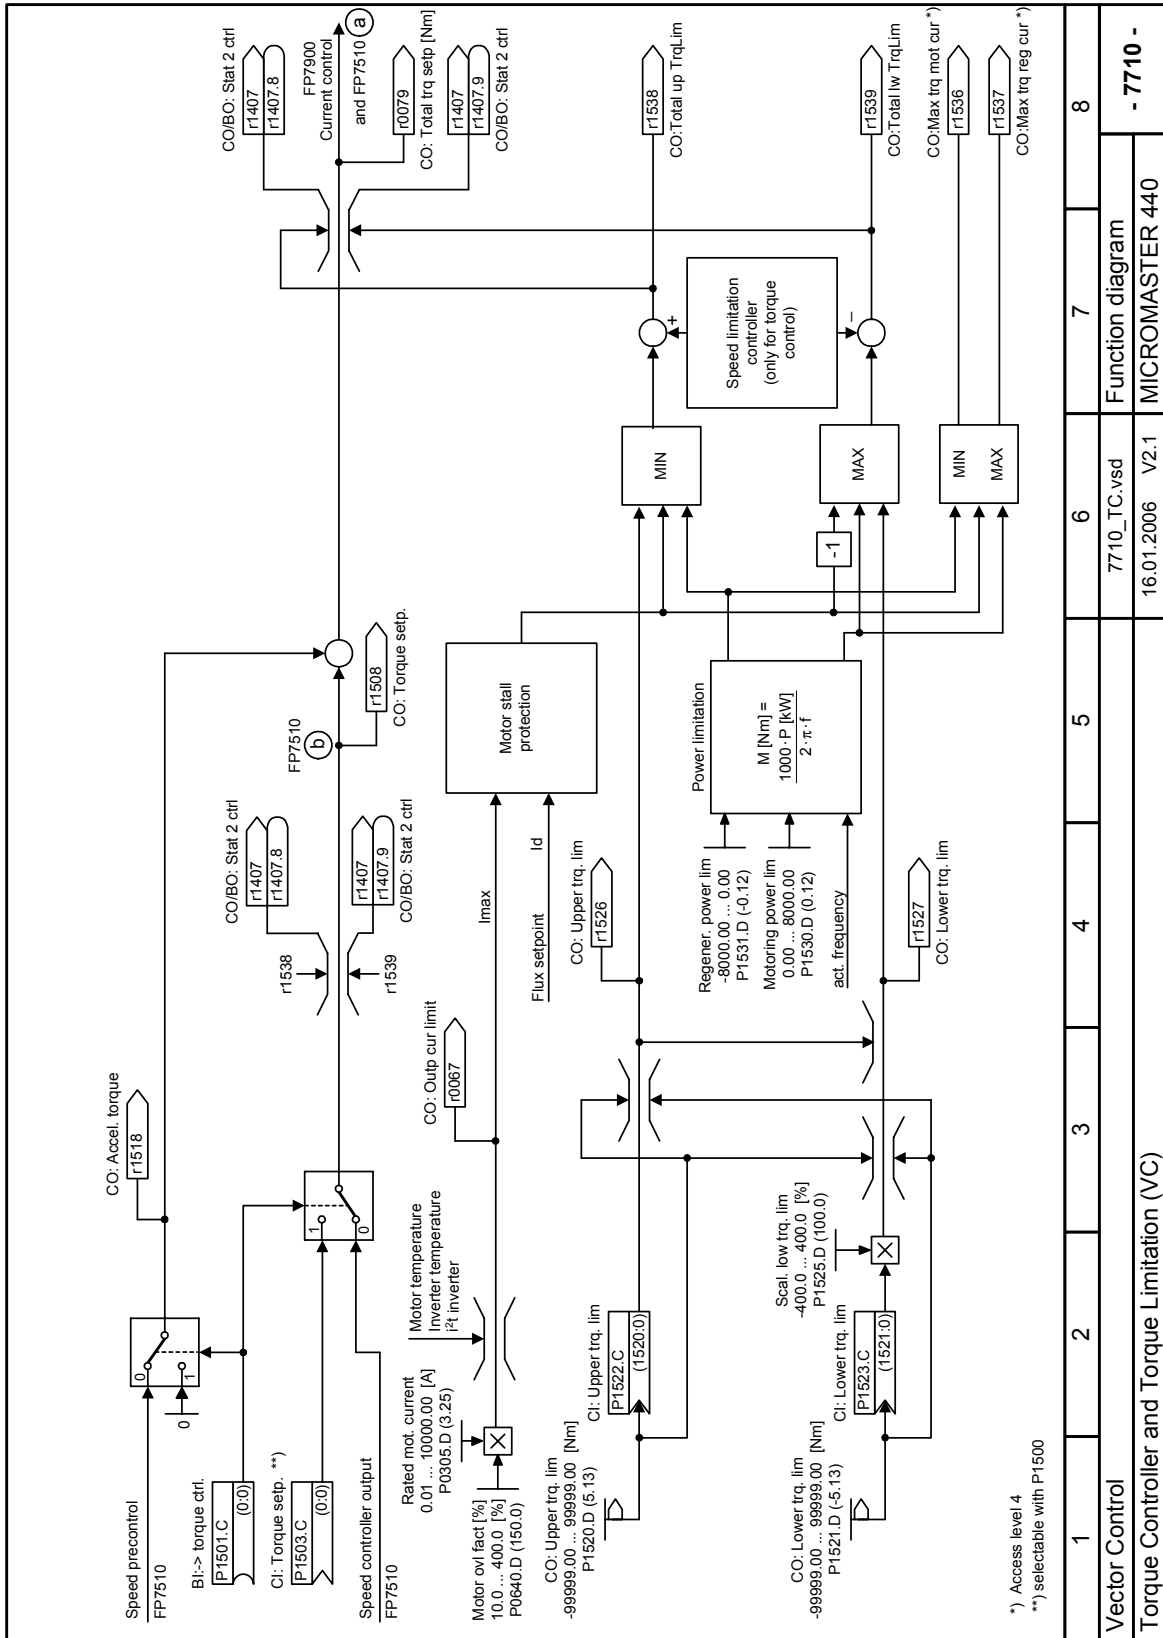 Speed precontrol
FP7510
0
1
0
BI:-> torque ctrl.
P1501.C
(0:0)
CI: Torque setp. **)
P1503.C
(0:0)
Speed controller output
FP7510
1
0
CO: Accel. torque
r1518
r1538
r1539
CO/BO: Stat 2 ctrl
r1407
r1407.8
r1407
r1407.9
CO/BO: Stat 2 ctrl
FP7510
b
r1508
CO: Torque setp.
CO/BO: Stat 2 ctrl
r1407
r1407.8
FP7900
Current control
a
and FP7510
r0079
CO: Total trq setp [Nm]
r1407
r1407.9
CO/BO: Stat 2 ctrl
Motor ovl fact [%]
10.0 ... 400.0 [%]
P0640.D (150.0)
Rated mot. current
0.01 ... 10000.00 [A]
P0305.D (3.25)
X
Motor temperature
Inverter temperature
i²t inverter
CO: Outp cur limit
r0067
Imax
Flux setpoint
Id
Motor stall
protection
CO: Upper trq. lim
-99999.00 ... 99999.00 [Nm]
P1520.D (5.13)
CI: Upper trq. lim
P1522.C
(1520:0)
CO: Upper trq. lim
r1526
Regener. power lim
-8000.00 ... 0.00
P1531.D (-0.12)
Motoring power lim
0.00 ... 8000.00
P1530.D (0.12)
act. frequency
Power limitation
M [Nm] =
1000·P [kW]
2·π·f
CO: Lower trq. lim
-99999.00 ... 99999.00 [Nm]
P1521.D (-5.13)
CI: Lower trq. lim
P1523.C
(1521:0)
Scal. low trq. lim
-400.0 ... 400.0 [%]
P1525.D (100.0)
X
r1527
CO: Lower trq. lim
-1
MIN
MAX
MIN
MAX
+
Speed limitation
controller
(only for torque
control)
–
r1538
CO:Total up TrqLim
r1539
CO:Total lw TrqLim
CO:Max trq mot cur *)
r1536
r1537
CO:Max trq reg cur *)
*) Access level 4
**) selectable with P1500
1
2
3
4
5
6
7
8
Vector Control
7710_TC.vsd
Function diagram
- 7710 -
Torque Controller and Torque Limitation (VC)
16.01.2006 V2.1
MICROMASTER 440